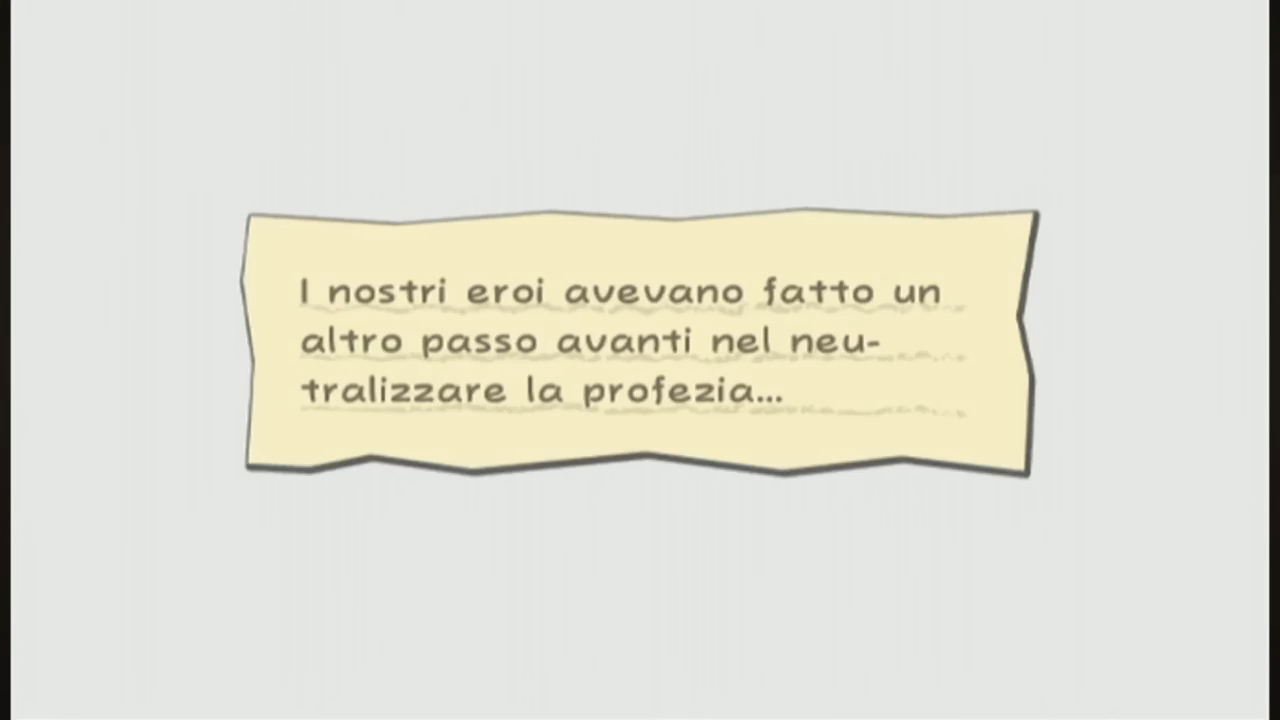 I nostri eroi avevano fatto un
altro passo avanti nel neu-
tralizzare la profezia...